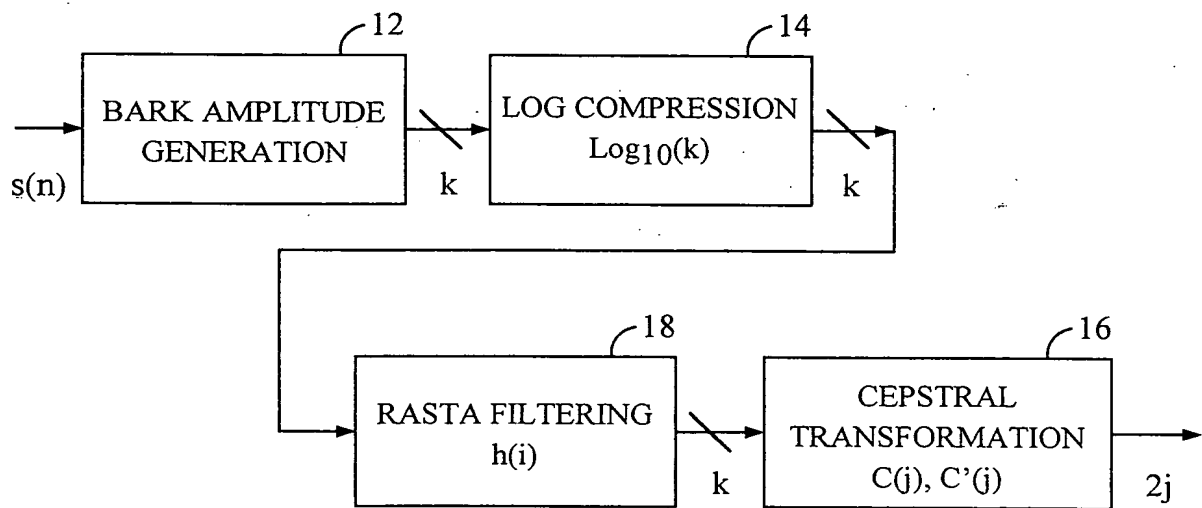 12
BARK AMPLITUDE
GENERATION
s(n)
k
14
LOG COMPRESSION
Log10(k)
k
18
RASTA FILTERING
h(i)
k
16
CEPSTRAL
TRANSFORMATION
C(j), C’(j)
2j